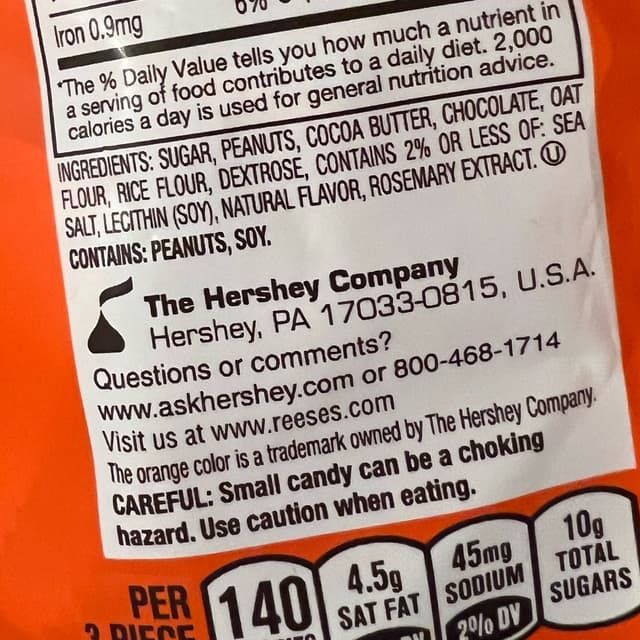 Iron 0.9mg 6%
*The % Daily Value tells you how much a nutrient in
a serving of food contributes to a daily diet. 2,000
calories a day is used for general nutrition advice.
INGREDIENTS: SUGAR, PEANUTS, COCOA BUTTER, CHOCOLATE, OAT
FLOUR, RICE FLOUR, DEXTROSE, CONTAINS 2% OR LESS OF: SEA
SALT, LECITHIN (SOY), NATURAL FLAVOR, ROSEMARY EXTRACT. Ⓤ
CONTAINS: PEANUTS, SOY.
The Hershey Company
Hershey, PA 17033-0815, U.S.A.
Questions or comments?
www.askhershey.com or 800-468-1714
Visit us at www.reeses.com
The orange color is a trademark owned by The Hershey Company.
CAREFUL: Small candy can be a choking
hazard. Use caution when eating.
PER
3 PIECE
140
4.5g
SAT FAT
45mg
SODIUM
2% DV
10g
TOTAL
SUGARS